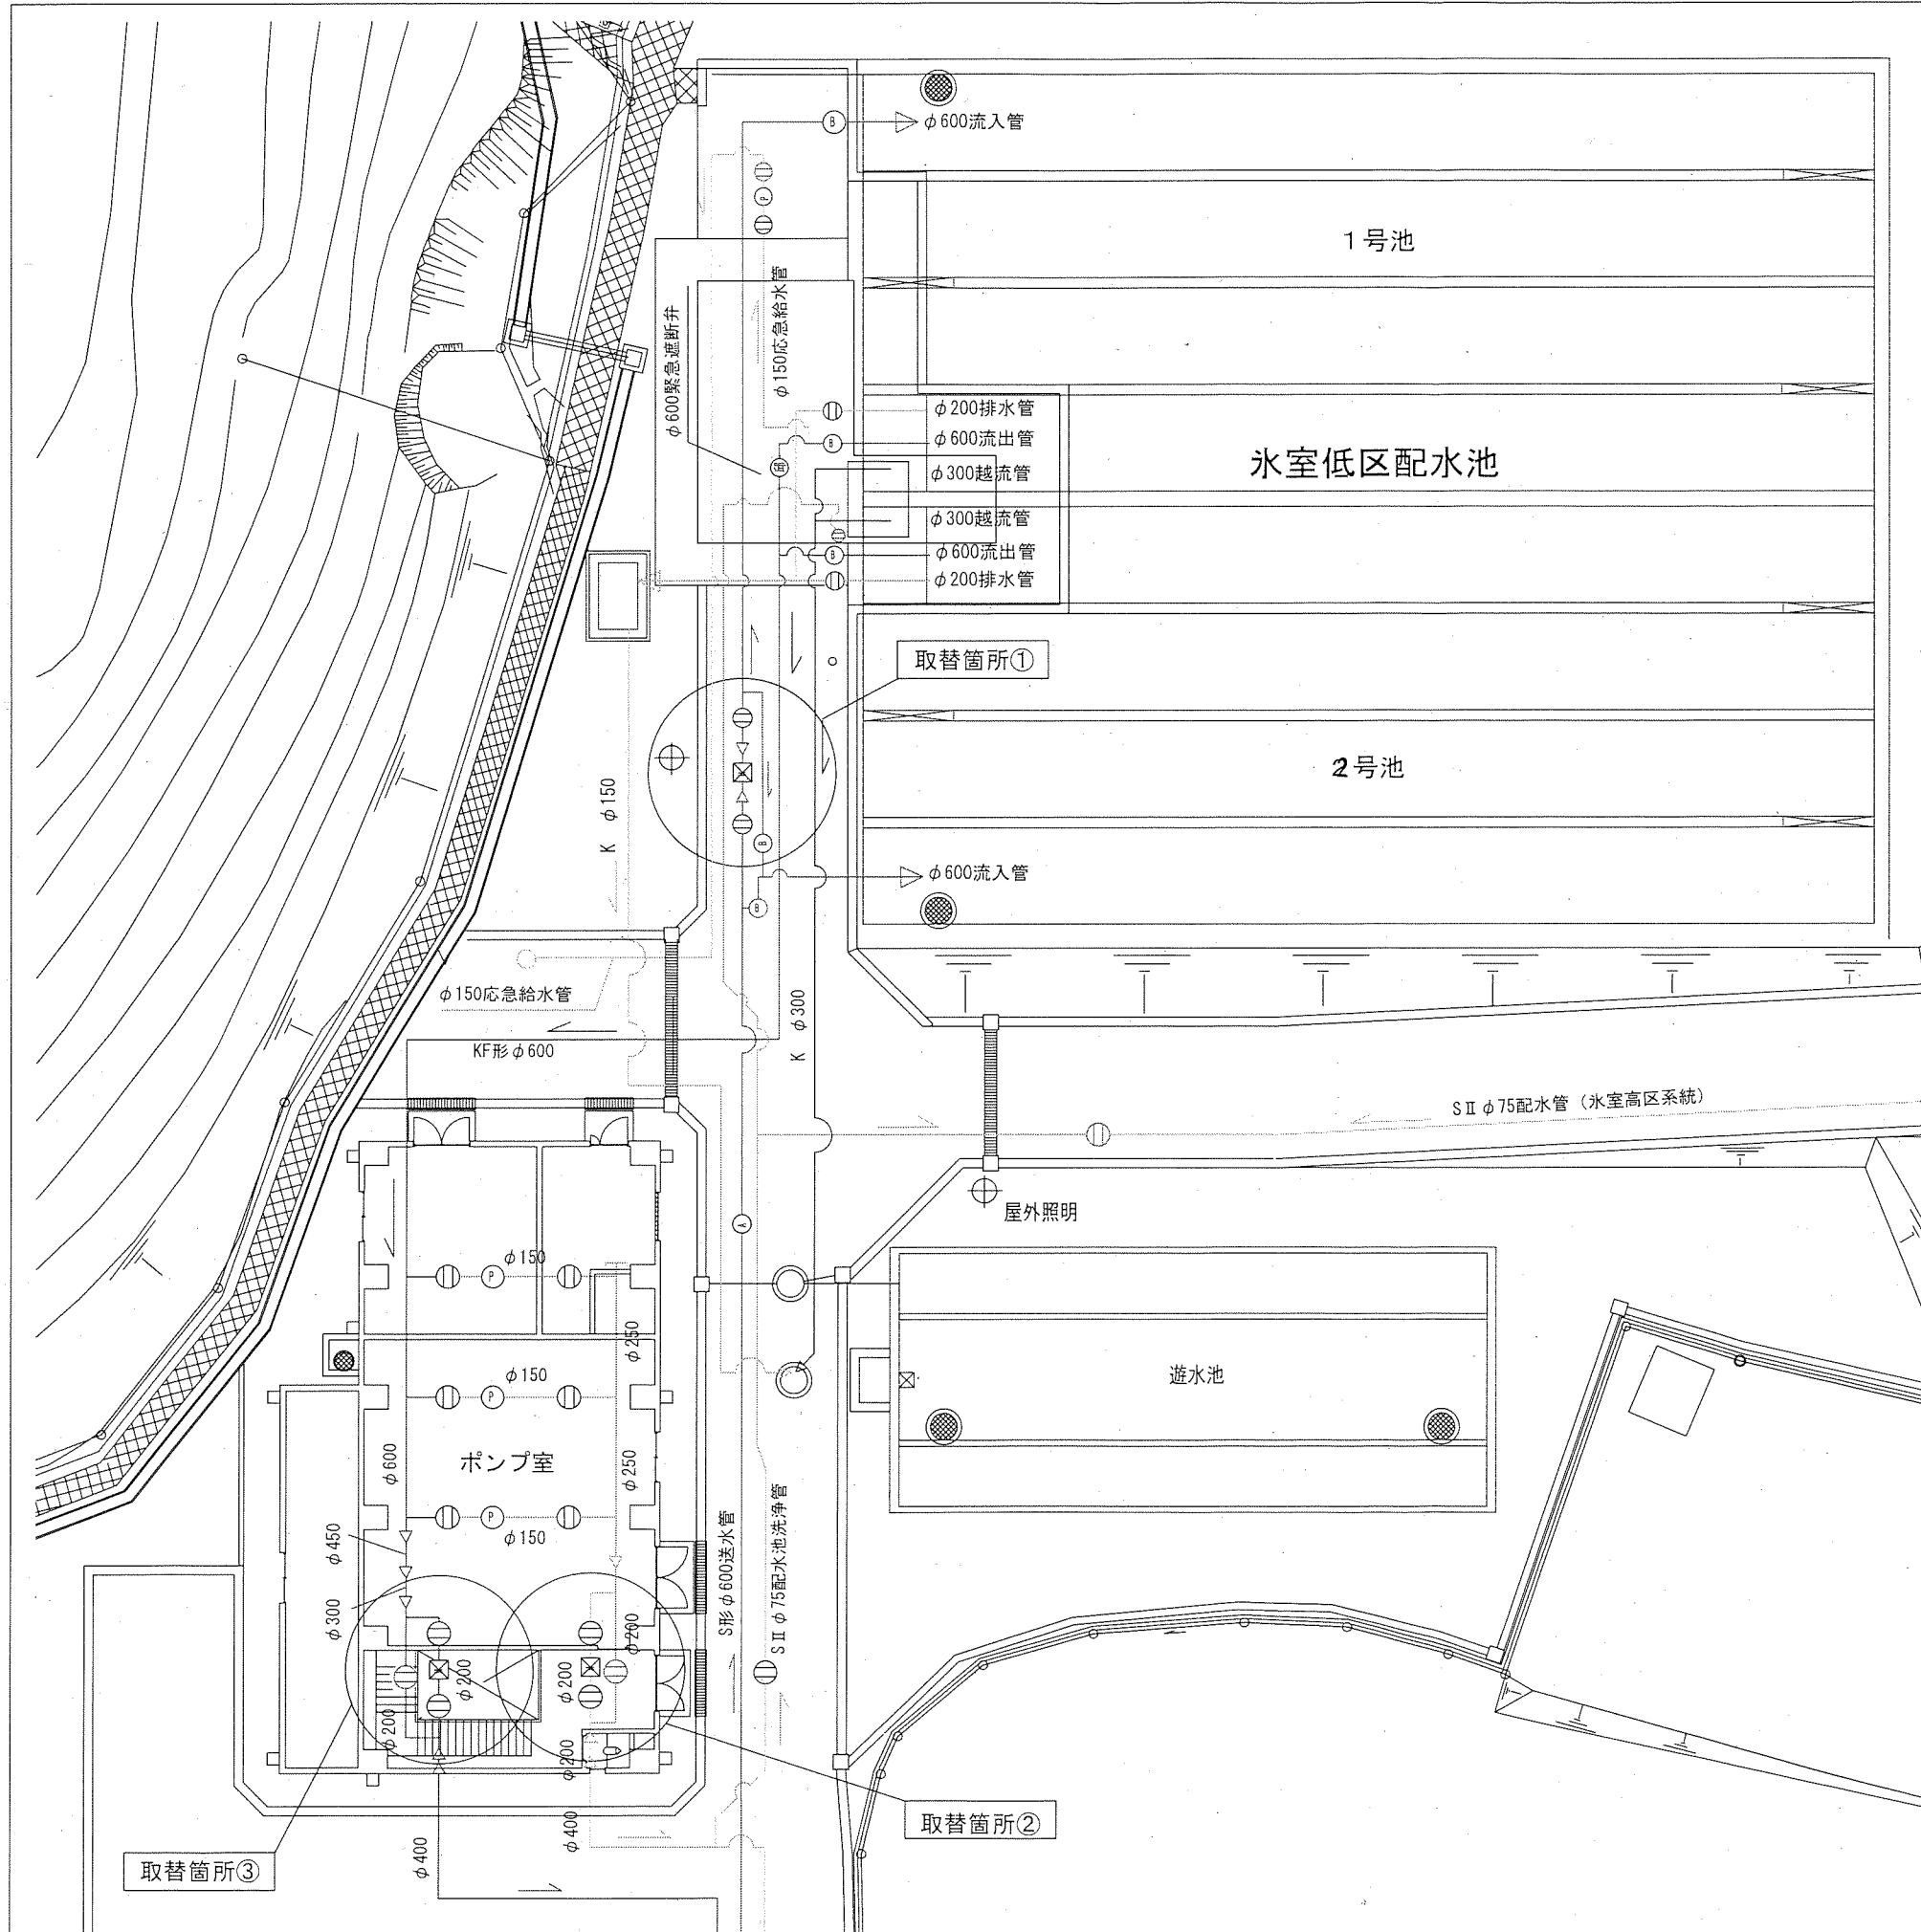 φ600流入管
1号池
φ600緊急遮断弁
φ150応急給水管
φ200排水管
φ600流出管
φ300越流管
氷室低区配水池
φ300越流管
φ600流出管
φ200排水管
取替箇所①
2号池
K φ150
φ600流入管
φ150応急給水管
K φ300
KF形φ600
SⅡφ75配水管(氷室高区系統)
屋外照明
φ150
φ250
φ150
遊水池
ポンプ室
φ600
φ250
φ150
φ450
φ300
S形φ600送水管
SⅡφ75配水池洗浄管
φ200
φ200
φ200
φ200
φ200
取替箇所②
φ400
φ400
取替箇所③
B
P
B
B
B
B
A
P
P
P